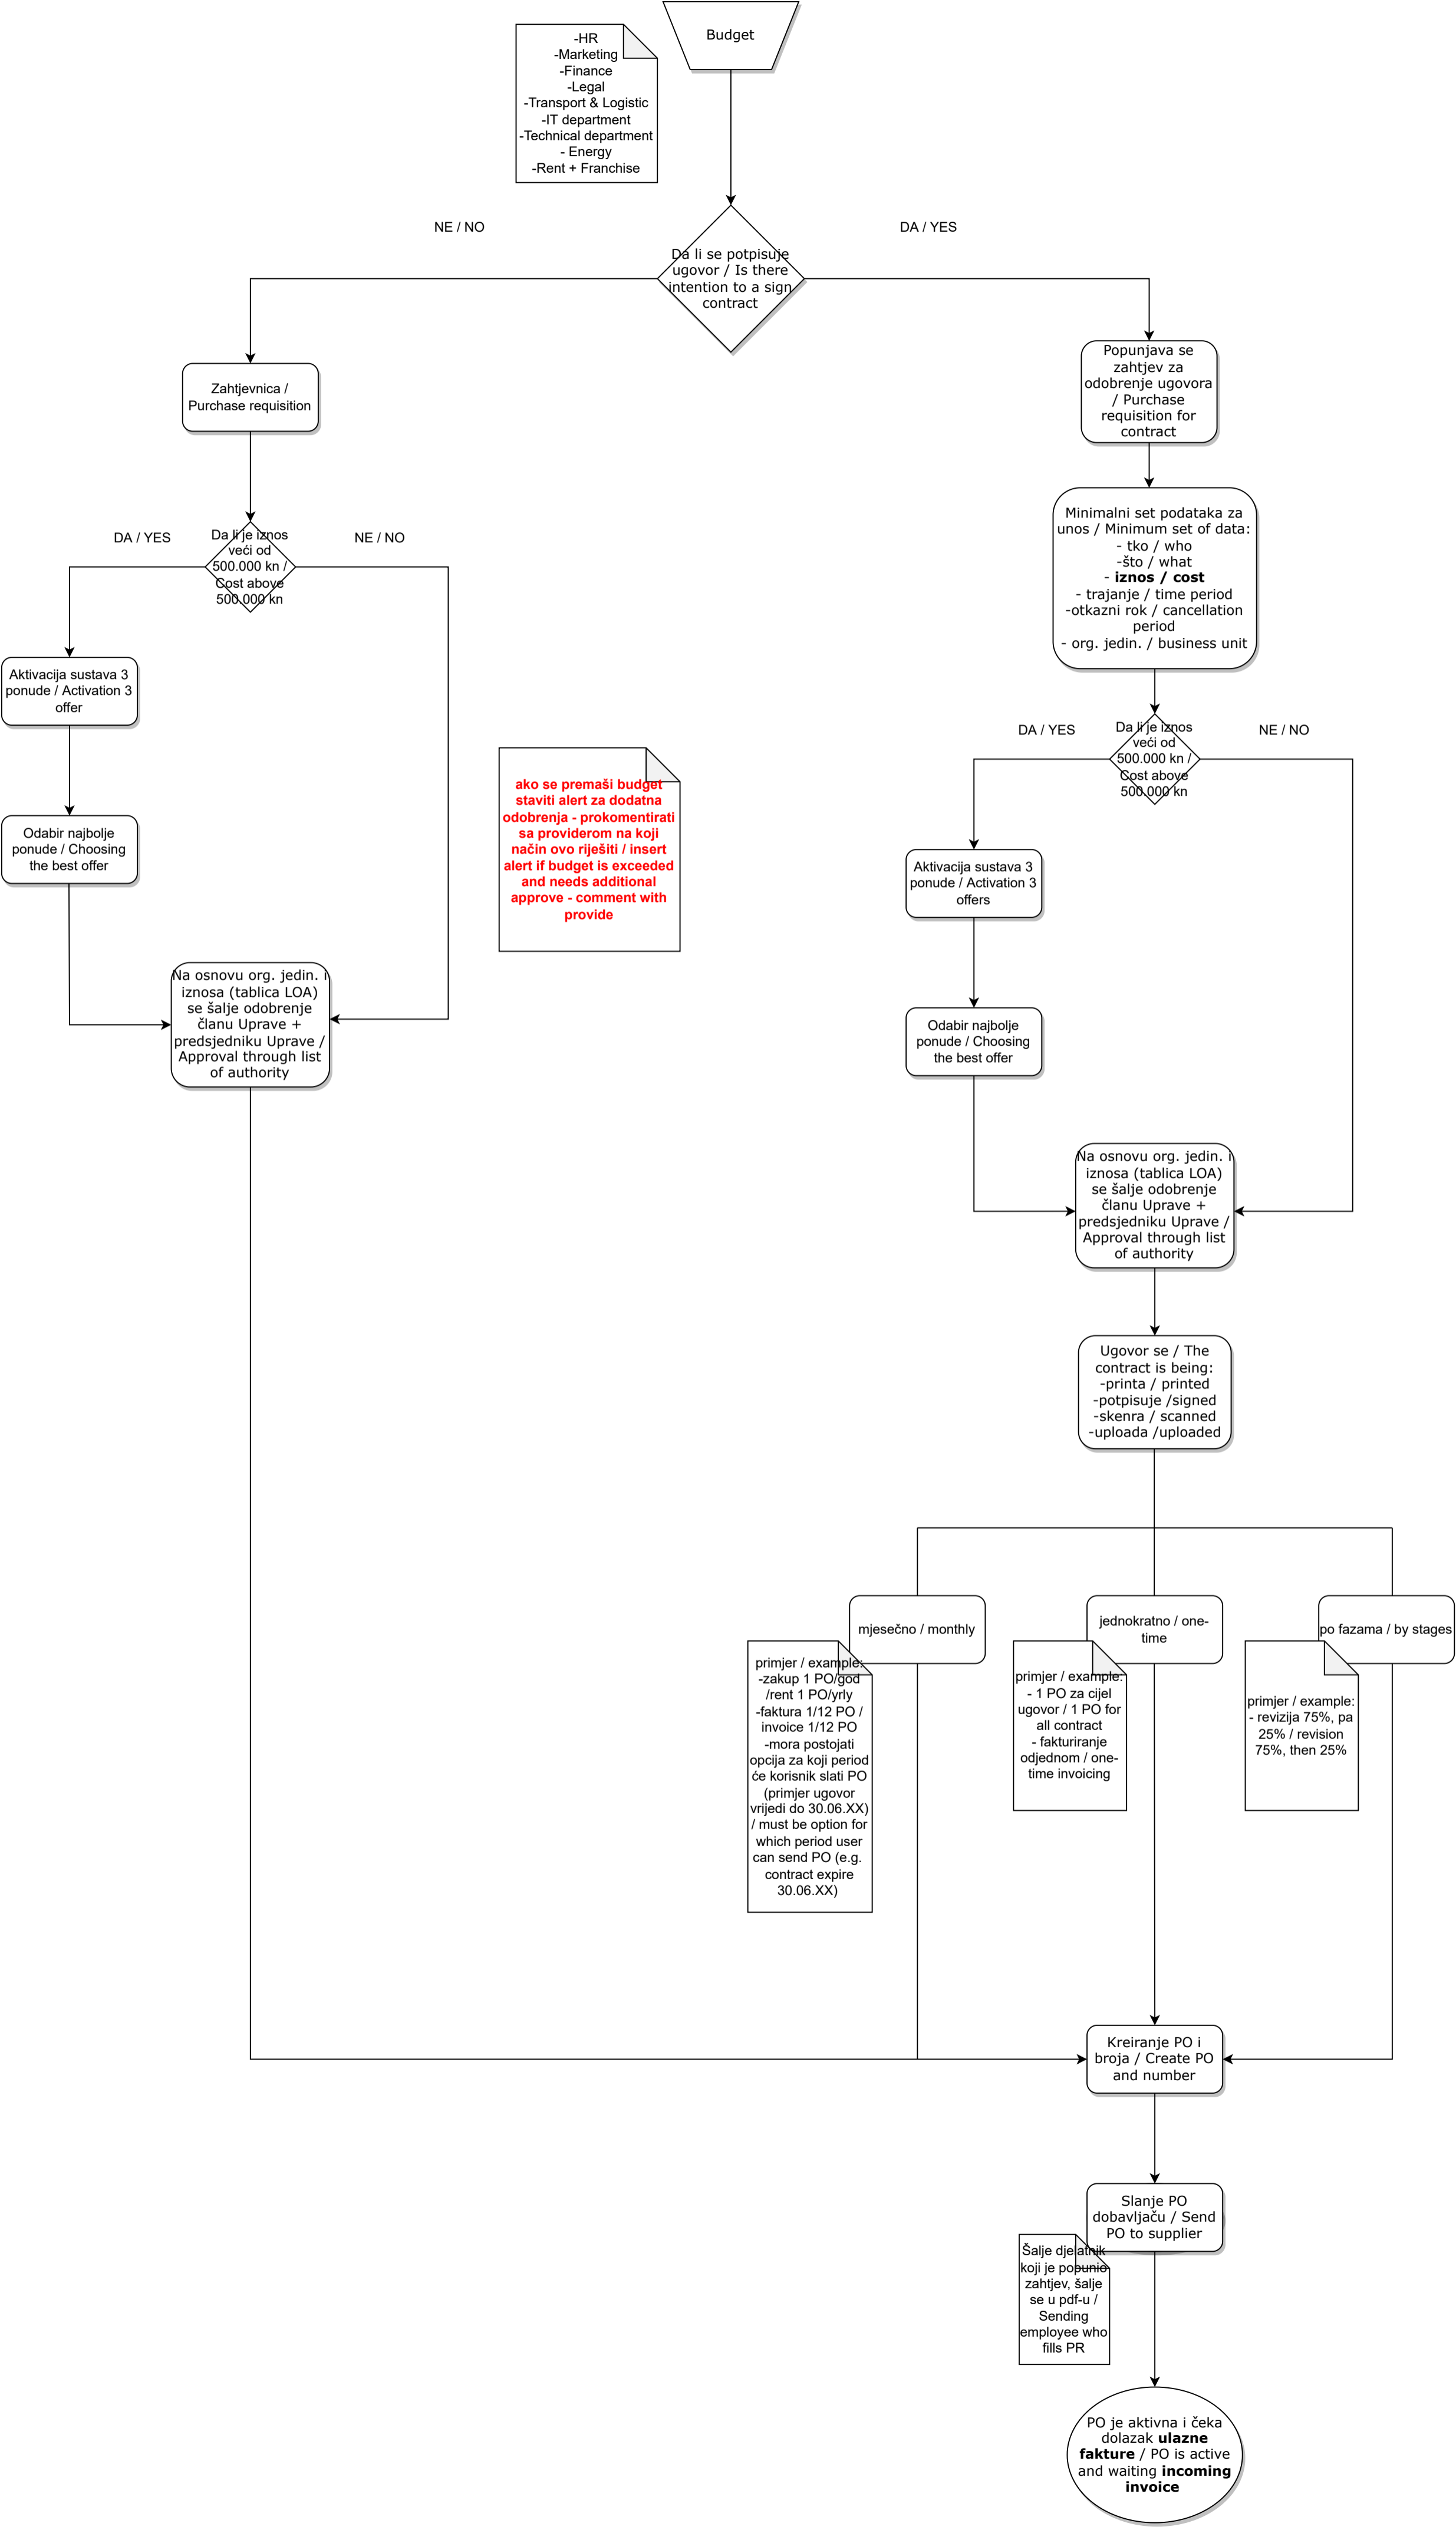 Budget
-HR
-Marketing
-Finance
-Legal
-Transport & Logistic
-IT department
-Technical department
- Energy
-Rent + Franchise
NE / NO
DA / YES
Da li se potpisuje
ugovor / Is there
intention to a sign
contract
Zahtjevnica /
Purchase requisition
Popunjava se
zahtjev za
odobrenje ugovora
/ Purchase
requisition for
contract
Minimalni set podataka za
unos / Minimum set of data:
- tko / who
-što / what
- iznos / cost
- trajanje / time period
-otkazni rok / cancellation
period
- org. jedin. / business unit
DA / YES
Da li je iznos
veći od
500.000 kn /
Cost above
500.000 kn
NE / NO
Aktivacija sustava 3
ponude / Activation 3
offer
Odabir najbolje
ponude / Choosing
the best offer
ako se premaši budget
staviti alert za dodatna
odobrenja - prokomentirati
sa providerom na koji
način ovo riješiti / insert
alert if budget is exceeded
and needs additional
approve - comment with
provide
Na osnovu org. jedin. i
iznosa (tablica LOA)
se šalje odobrenje
članu Uprave +
predsjedniku Uprave /
Approval through list
of authority
DA / YES
Da li je iznos
veći od
500.000 kn /
Cost above
500.000 kn
NE / NO
Aktivacija sustava 3
ponude / Activation 3
offers
Odabir najbolje
ponude / Choosing
the best offer
Na osnovu org. jedin. i
iznosa (tablica LOA)
se šalje odobrenje
članu Uprave +
predsjedniku Uprave /
Approval through list
of authority
Ugovor se / The
contract is being:
-printa / printed
-potpisuje /signed
-skenra / scanned
-uploada /uploaded
mjesečno / monthly
jednokratno / one-
time
po fazama / by stages
primjer / example:
-zakup 1 PO/god
/rent 1 PO/yrly
-faktura 1/12 PO /
invoice 1/12 PO
-mora postojati
opcija za koji period
će korisnik slati PO
(primjer ugovor
vrijedi do 30.06.XX)
/ must be option for
which period user
can send PO (e.g.
contract expire
30.06.XX)
primjer / example:
- 1 PO za cijel
ugovor / 1 PO for
all contract
- fakturiranje
odjednom / one-
time invoicing
primjer / example:
- revizija 75%, pa
25% / revision
75%, then 25%
Kreiranje PO i
broja / Create PO
and number
Slanje PO
dobavljaču / Send
PO to supplier
Šalje djelatnik
koji je popunio
zahtjev, šalje
se u pdf-u /
Sending
employee who
fills PR
PO je aktivna i čeka
dolazak ulazne
fakture / PO is active
and waiting incoming
invoice